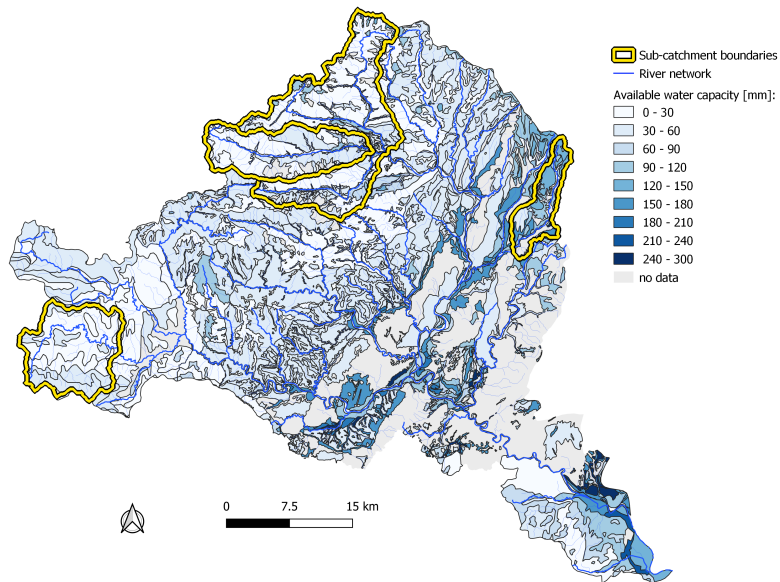 Sub-catchment boundaries
River network
Available water capacity [mm]:
0 - 30
30 - 60
60 - 90
90 - 120
120 - 150
150 - 180
180 - 210
210 - 240
240 - 300
no data
0 7.5 15 km